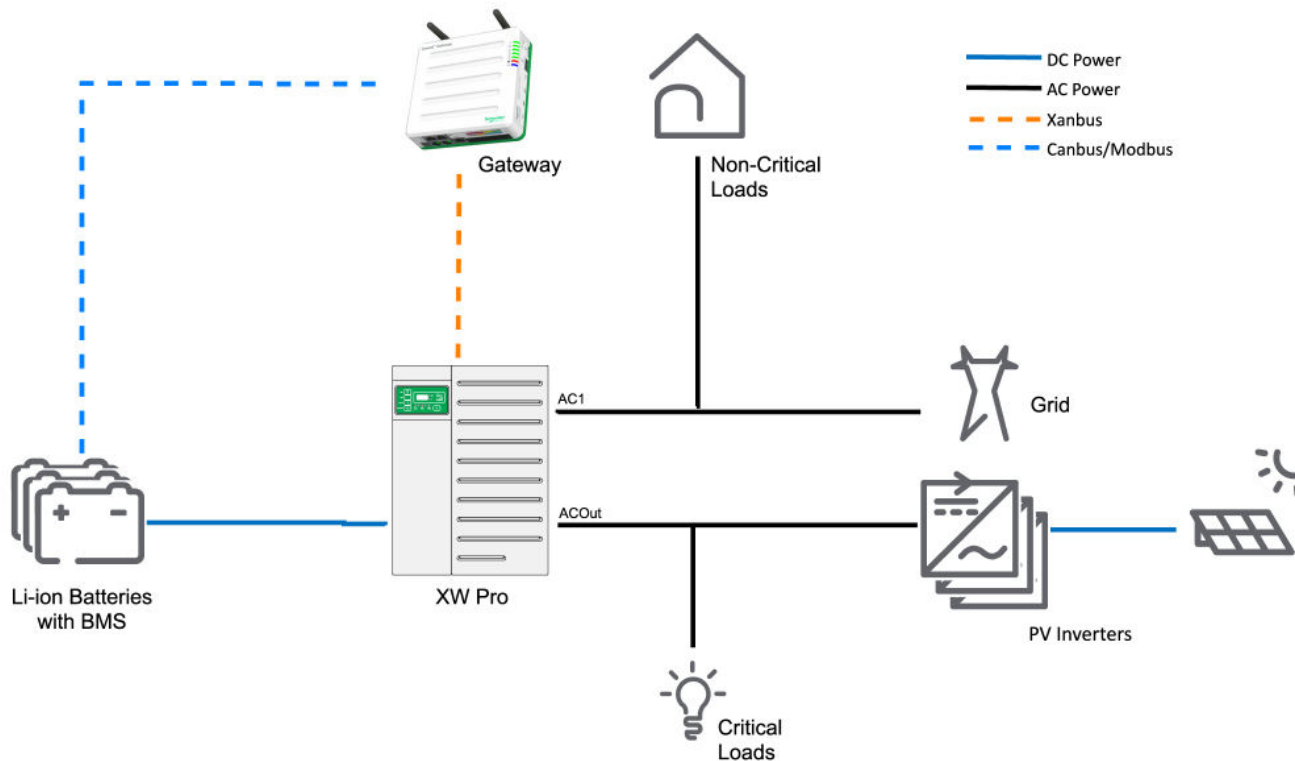 Gateway
Non-Critical
Loads
DC Power
AC Power
Xanbus
Canbus/Modbus
AC1
Grid
ACOut
Li-ion Batteries
with BMS
XW Pro
PV Inverters
Critical
Loads